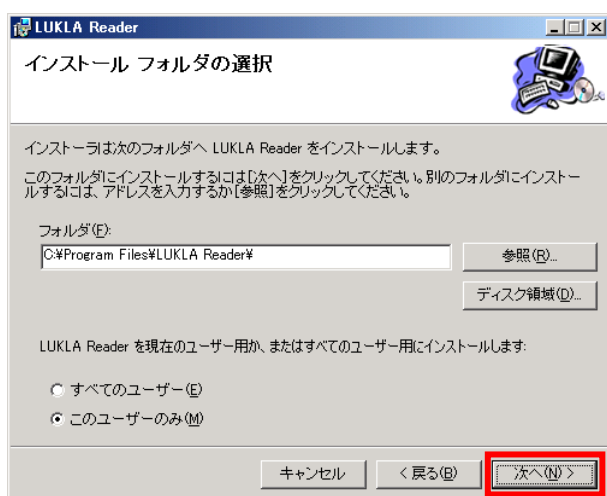 LUKLA Reader
インストール フォルダの選択
インストーラは次のフォルダへ LUKLA Reader をインストールします。
このフォルダにインストールするには[次へ]をクリックしてください。別のフォルダにインストー
ルするには、アドレスを入力するか[参照]をクリックしてください。
フォルダ(F):
C:¥Program Files¥LUKLA Reader¥
参照(R)...
ディスク領域(D)...
LUKLA Reader を現在のユーザー用か、またはすべてのユーザー用にインストールします:
すべてのユーザー(E)
このユーザーのみ(M)
キャンセル
< 戻る(B)
次へ(N) >